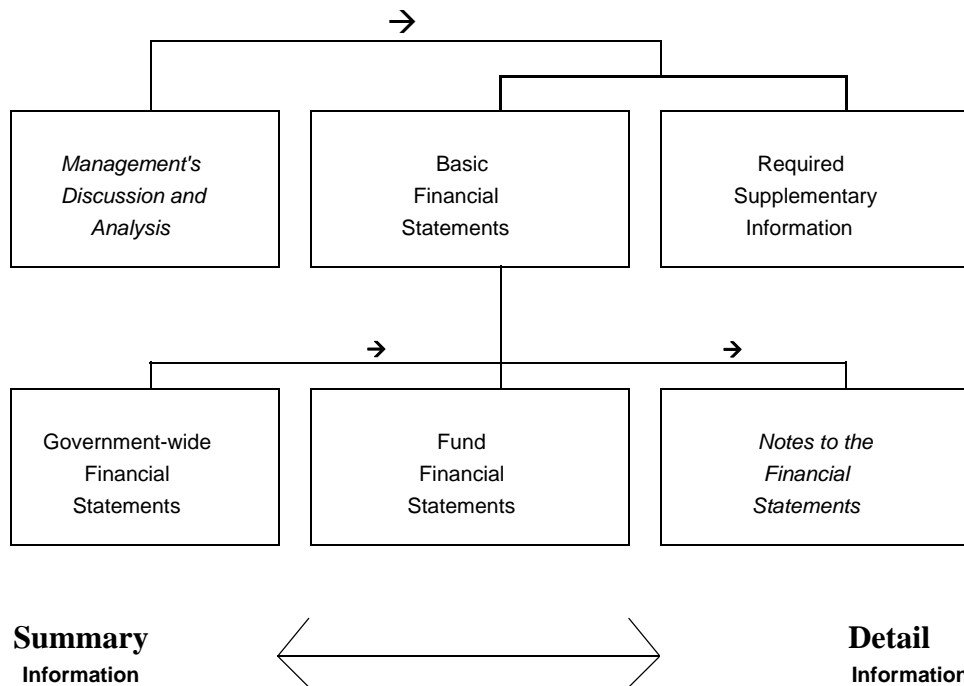 →
Management's
Discussion and
Analysis
Basic
Financial
Statements
Required
Supplementary
Information
→ →
Government-wide
Financial
Statements
Fund
Financial
Statements
Notes to the
Financial
Statements
Summary
Information
Detail
Information